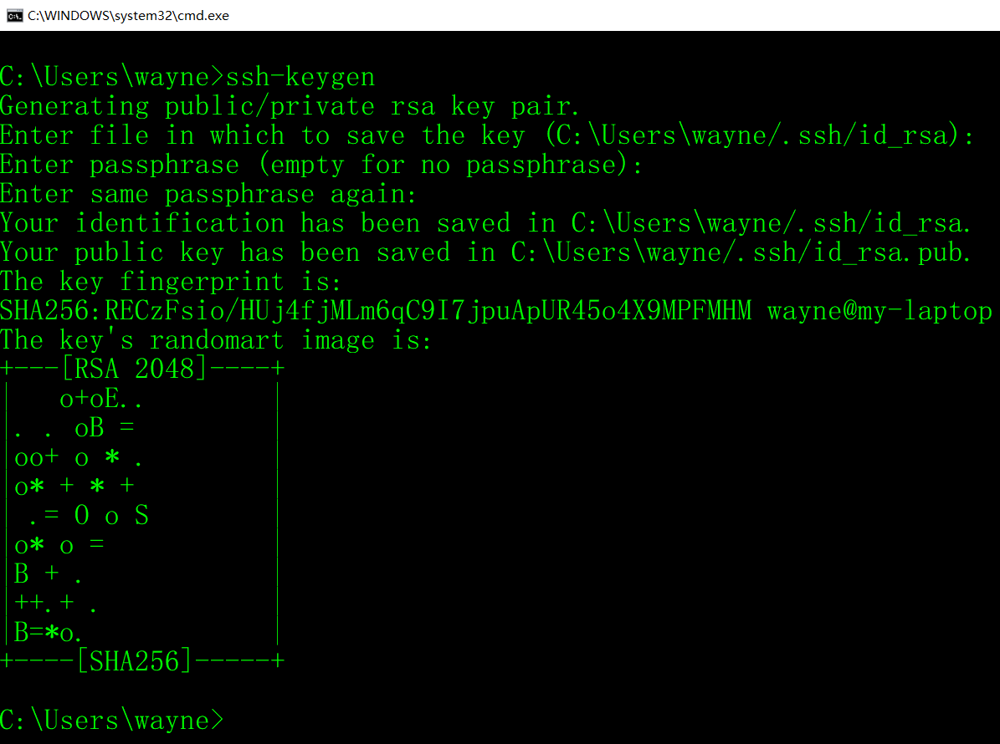 C:\WINDOWS\system32\cmd.exe
C:\Users\wayne>ssh-keygen
Generating public/private rsa key pair.
Enter file in which to save the key (C:\Users\wayne/.ssh/id_rsa):
Enter passphrase (empty for no passphrase):
Enter same passphrase again:
Your identification has been saved in C:\Users\wayne/.ssh/id_rsa.
Your public key has been saved in C:\Users\wayne/.ssh/id_rsa.pub.
The key fingerprint is:
SHA256:RECzFsio/HUj4fjMLm6qC9I7jpuApUR45o4X9MPFMHM wayne@my-laptop
The key's randomart image is:
+---[RSA 2048]----+
|   o+oE..        |
|. .  oB =        |
|oo+ o * .        |
|o* + * +         |
| .= O o S        |
|o* o =           |
|B + .            |
|++.+ .           |
|B=*o.            |
+----[SHA256]-----+
C:\Users\wayne>